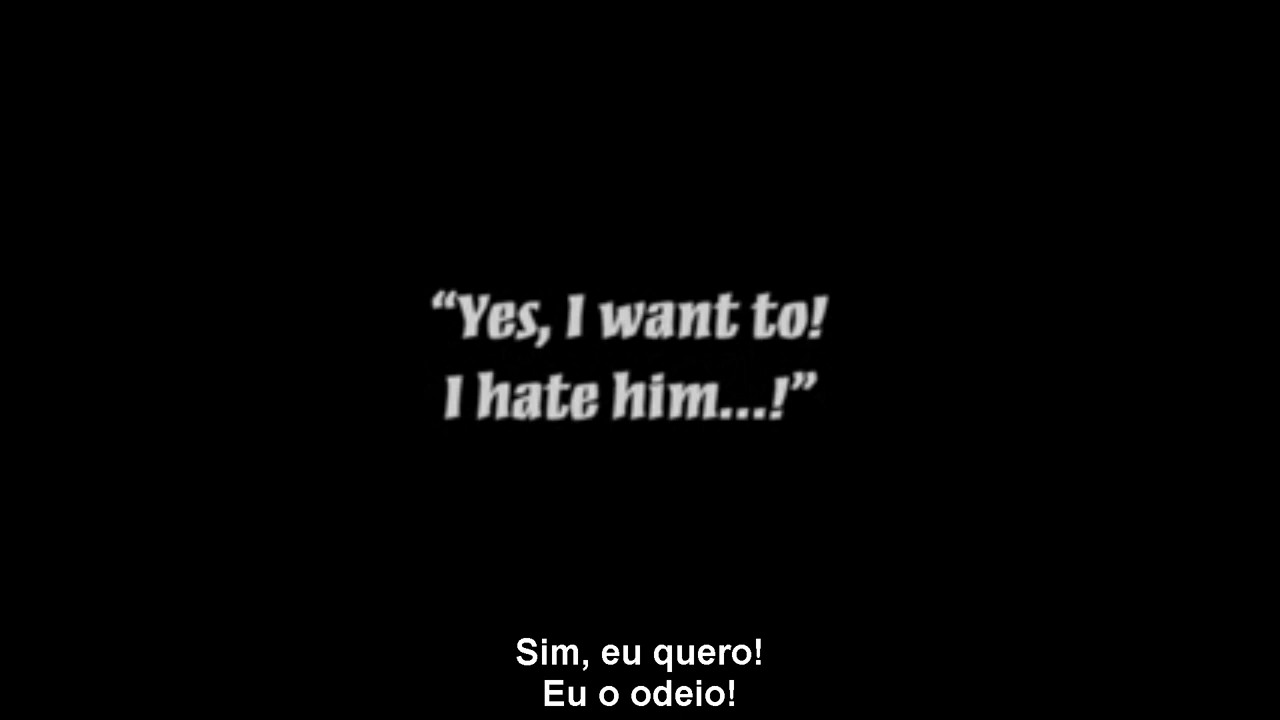 “Yes, I want to!
I hate him...!”
Sim, eu quero!
Eu o odeio!